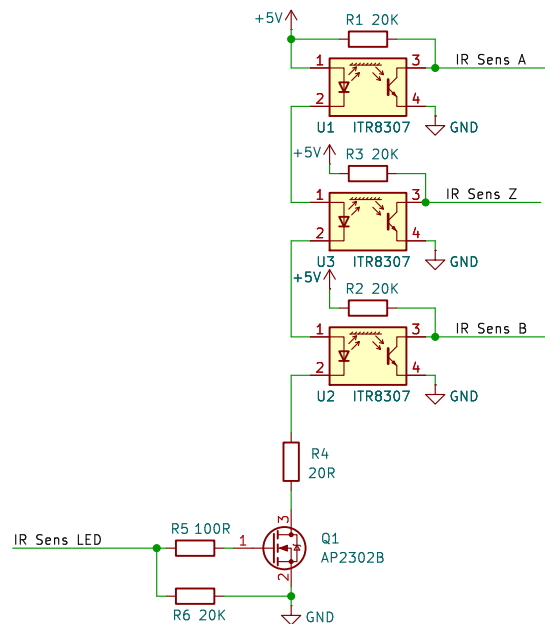 +5V
R1 20K
1
3
IR Sens A
2
4
U1 ITR8307
GND
+5V
R3 20K
1
3
IR Sens Z
2
4
U3 ITR8307
GND
+5V
R2 20K
1
3
IR Sens B
2
4
U2 ITR8307
GND
R4
20R
3
IR Sens LED
R5 100R
1
Q1
AP2302B
2
R6 20K
GND